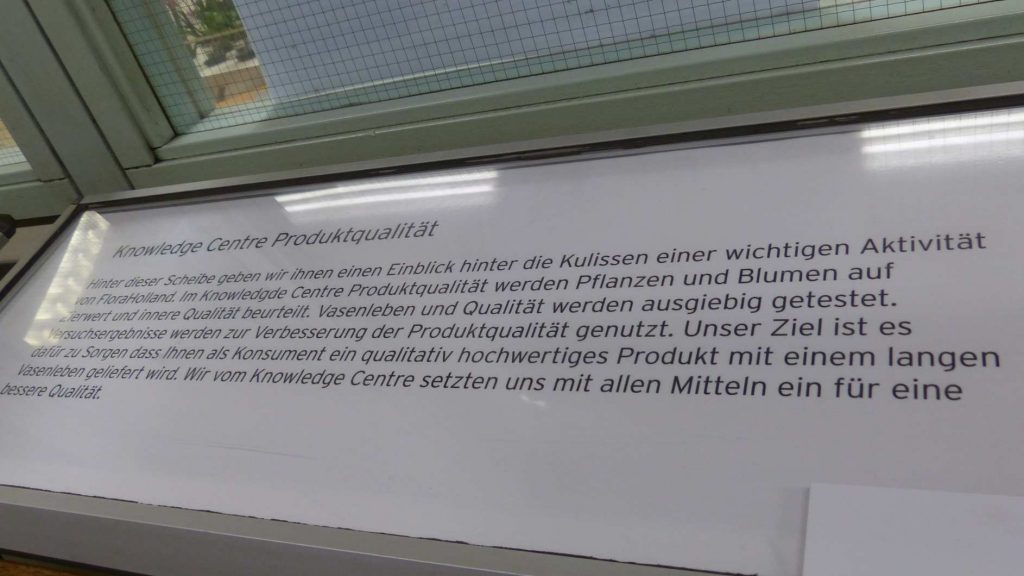 Knowledge Centre Produktqualität
Hinter dieser Scheibe geben wir ihnen einen Einblick hinter die Kulissen einer wichtigen Aktivität
von FloraHolland. Im Knowledgde Centre Produktqualität werden Pflanzen und Blumen auf
Zierwert und innere Qualität beurteilt. Vasenleben und Qualität werden ausgiebig getestet.
Versuchsergebnisse werden zur Verbesserung der Produktqualität genutzt. Unser Ziel ist es
dafür zu Sorgen dass Ihnen als Konsument ein qualitativ hochwertiges Produkt mit einem langen
Vasenleben geliefert wird. Wir vom Knowledge Centre setzten uns mit allen Mitteln ein für eine
bessere Qualität.